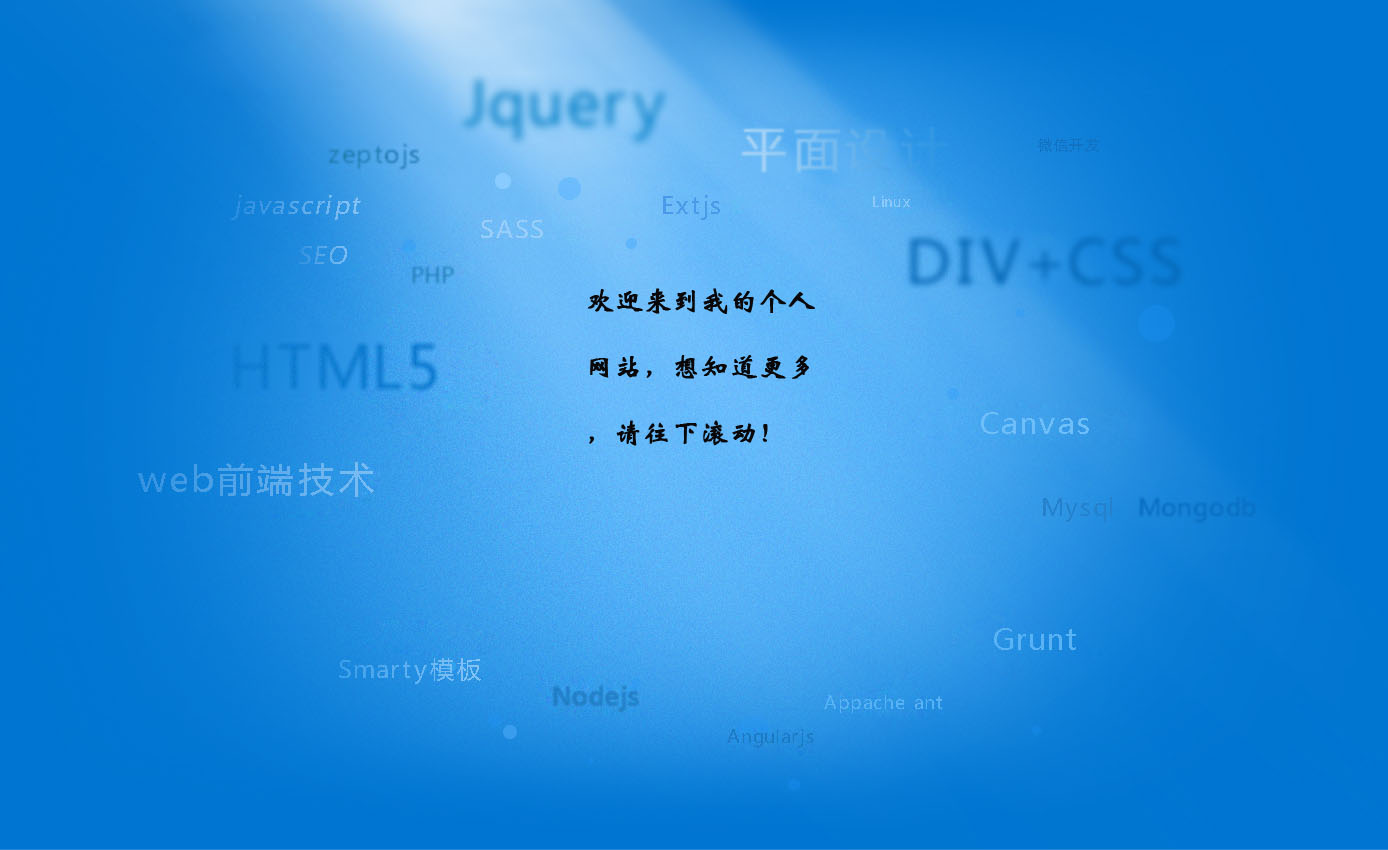 Jquery
平面设计
微信开发
zeptojs
javascript
Extjs
Linux
SASS
SEO
PHP
DIV+CSS
欢迎来到我的个人
网站，想知道更多
，请往下滚动！
HTML5
Canvas
web前端技术
Mysql
Mongodb
Grunt
Smarty模板
Nodejs
Appache ant
Angularjs